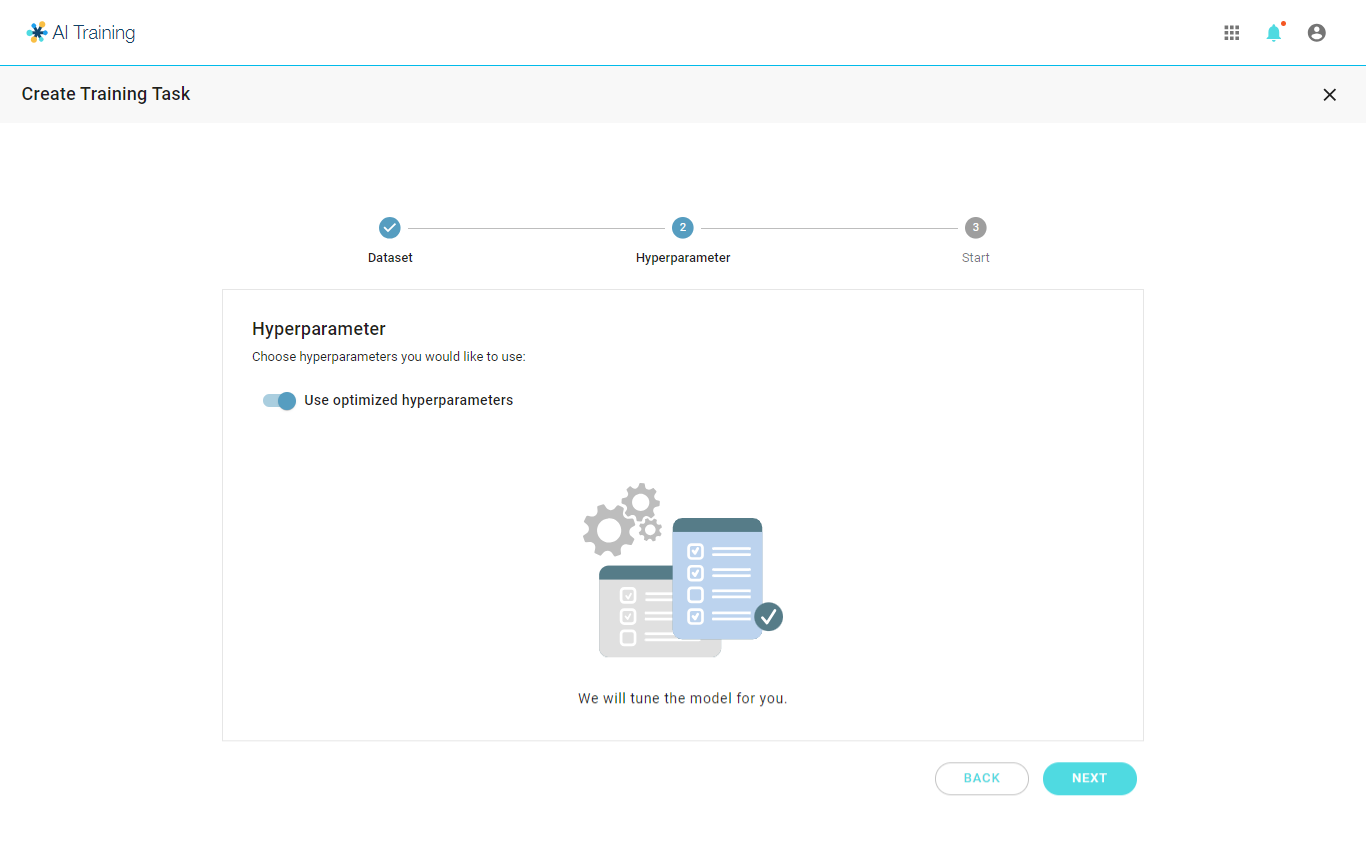 AI Training
Create Training Task
2
3
Dataset
Hyperparameter
Start
Hyperparameter
Choose hyperparameters you would like to use:
Use optimized hyperparameters
We will tune the model for you.
BACK
NEXT